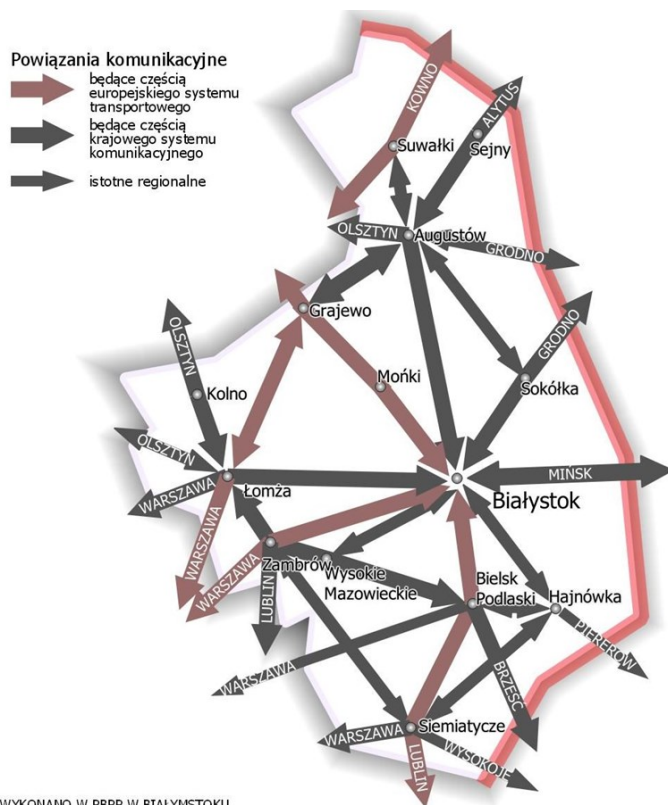 Powiązania komunikacyjne
będące częścią
europejskiego systemu
transportowego
będące częścią
krajowego systemu
komunikacyjnego
istotne regionalne
KOWNO
ALYTUS
Suwałki
Sejny
OLSZTYN
Augustów
GRODNO
Grajewo
OLSZTYN
GRODNO
Mońki
Sokółka
Kolno
OLSZTYN
WARSZAWA
Łomża
MIŃSK
Białystok
WARSZAWA
WARSZAWA
Zambrów
LUBLIN
Wysokie
Mazowieckie
Bielsk
Podlaski
Hajnówka
PIEREROW
WARSZAWA
BRZEŚĆ
WARSZAWA
Siemiatycze
WYSOKOJE
LUBLIN
WYKONANO W PBPP W BIAŁYMSTOKU